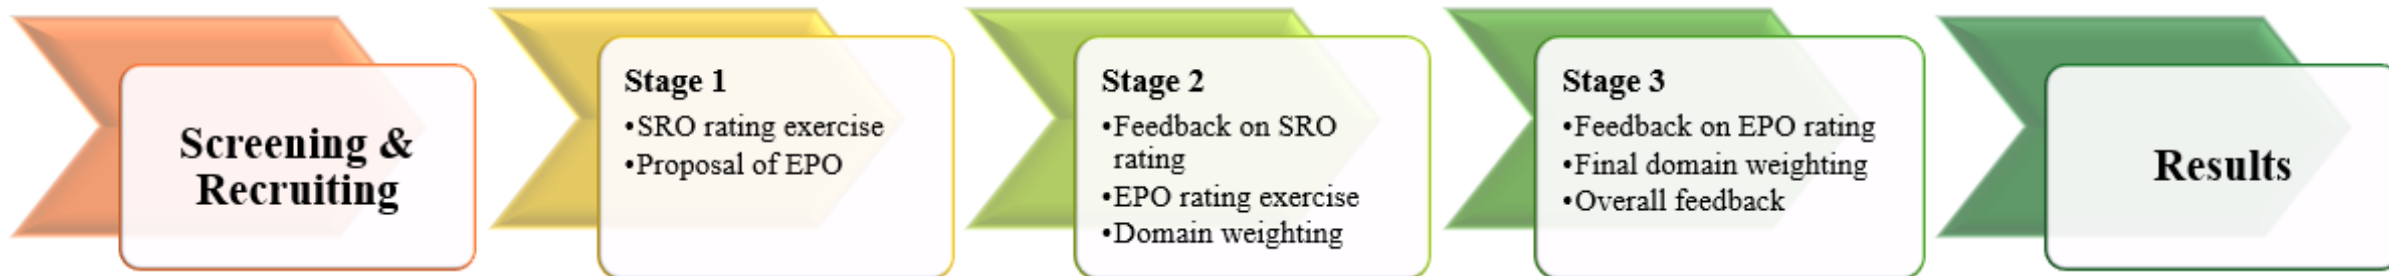 Screening &
Recruiting
Stage 1
•SRO rating exercise
•Proposal of EPO
Stage 2
•Feedback on SRO
rating
•EPO rating exercise
•Domain weighting
Stage 3
•Feedback on EPO rating
•Final domain weighting
•Overall feedback
Results